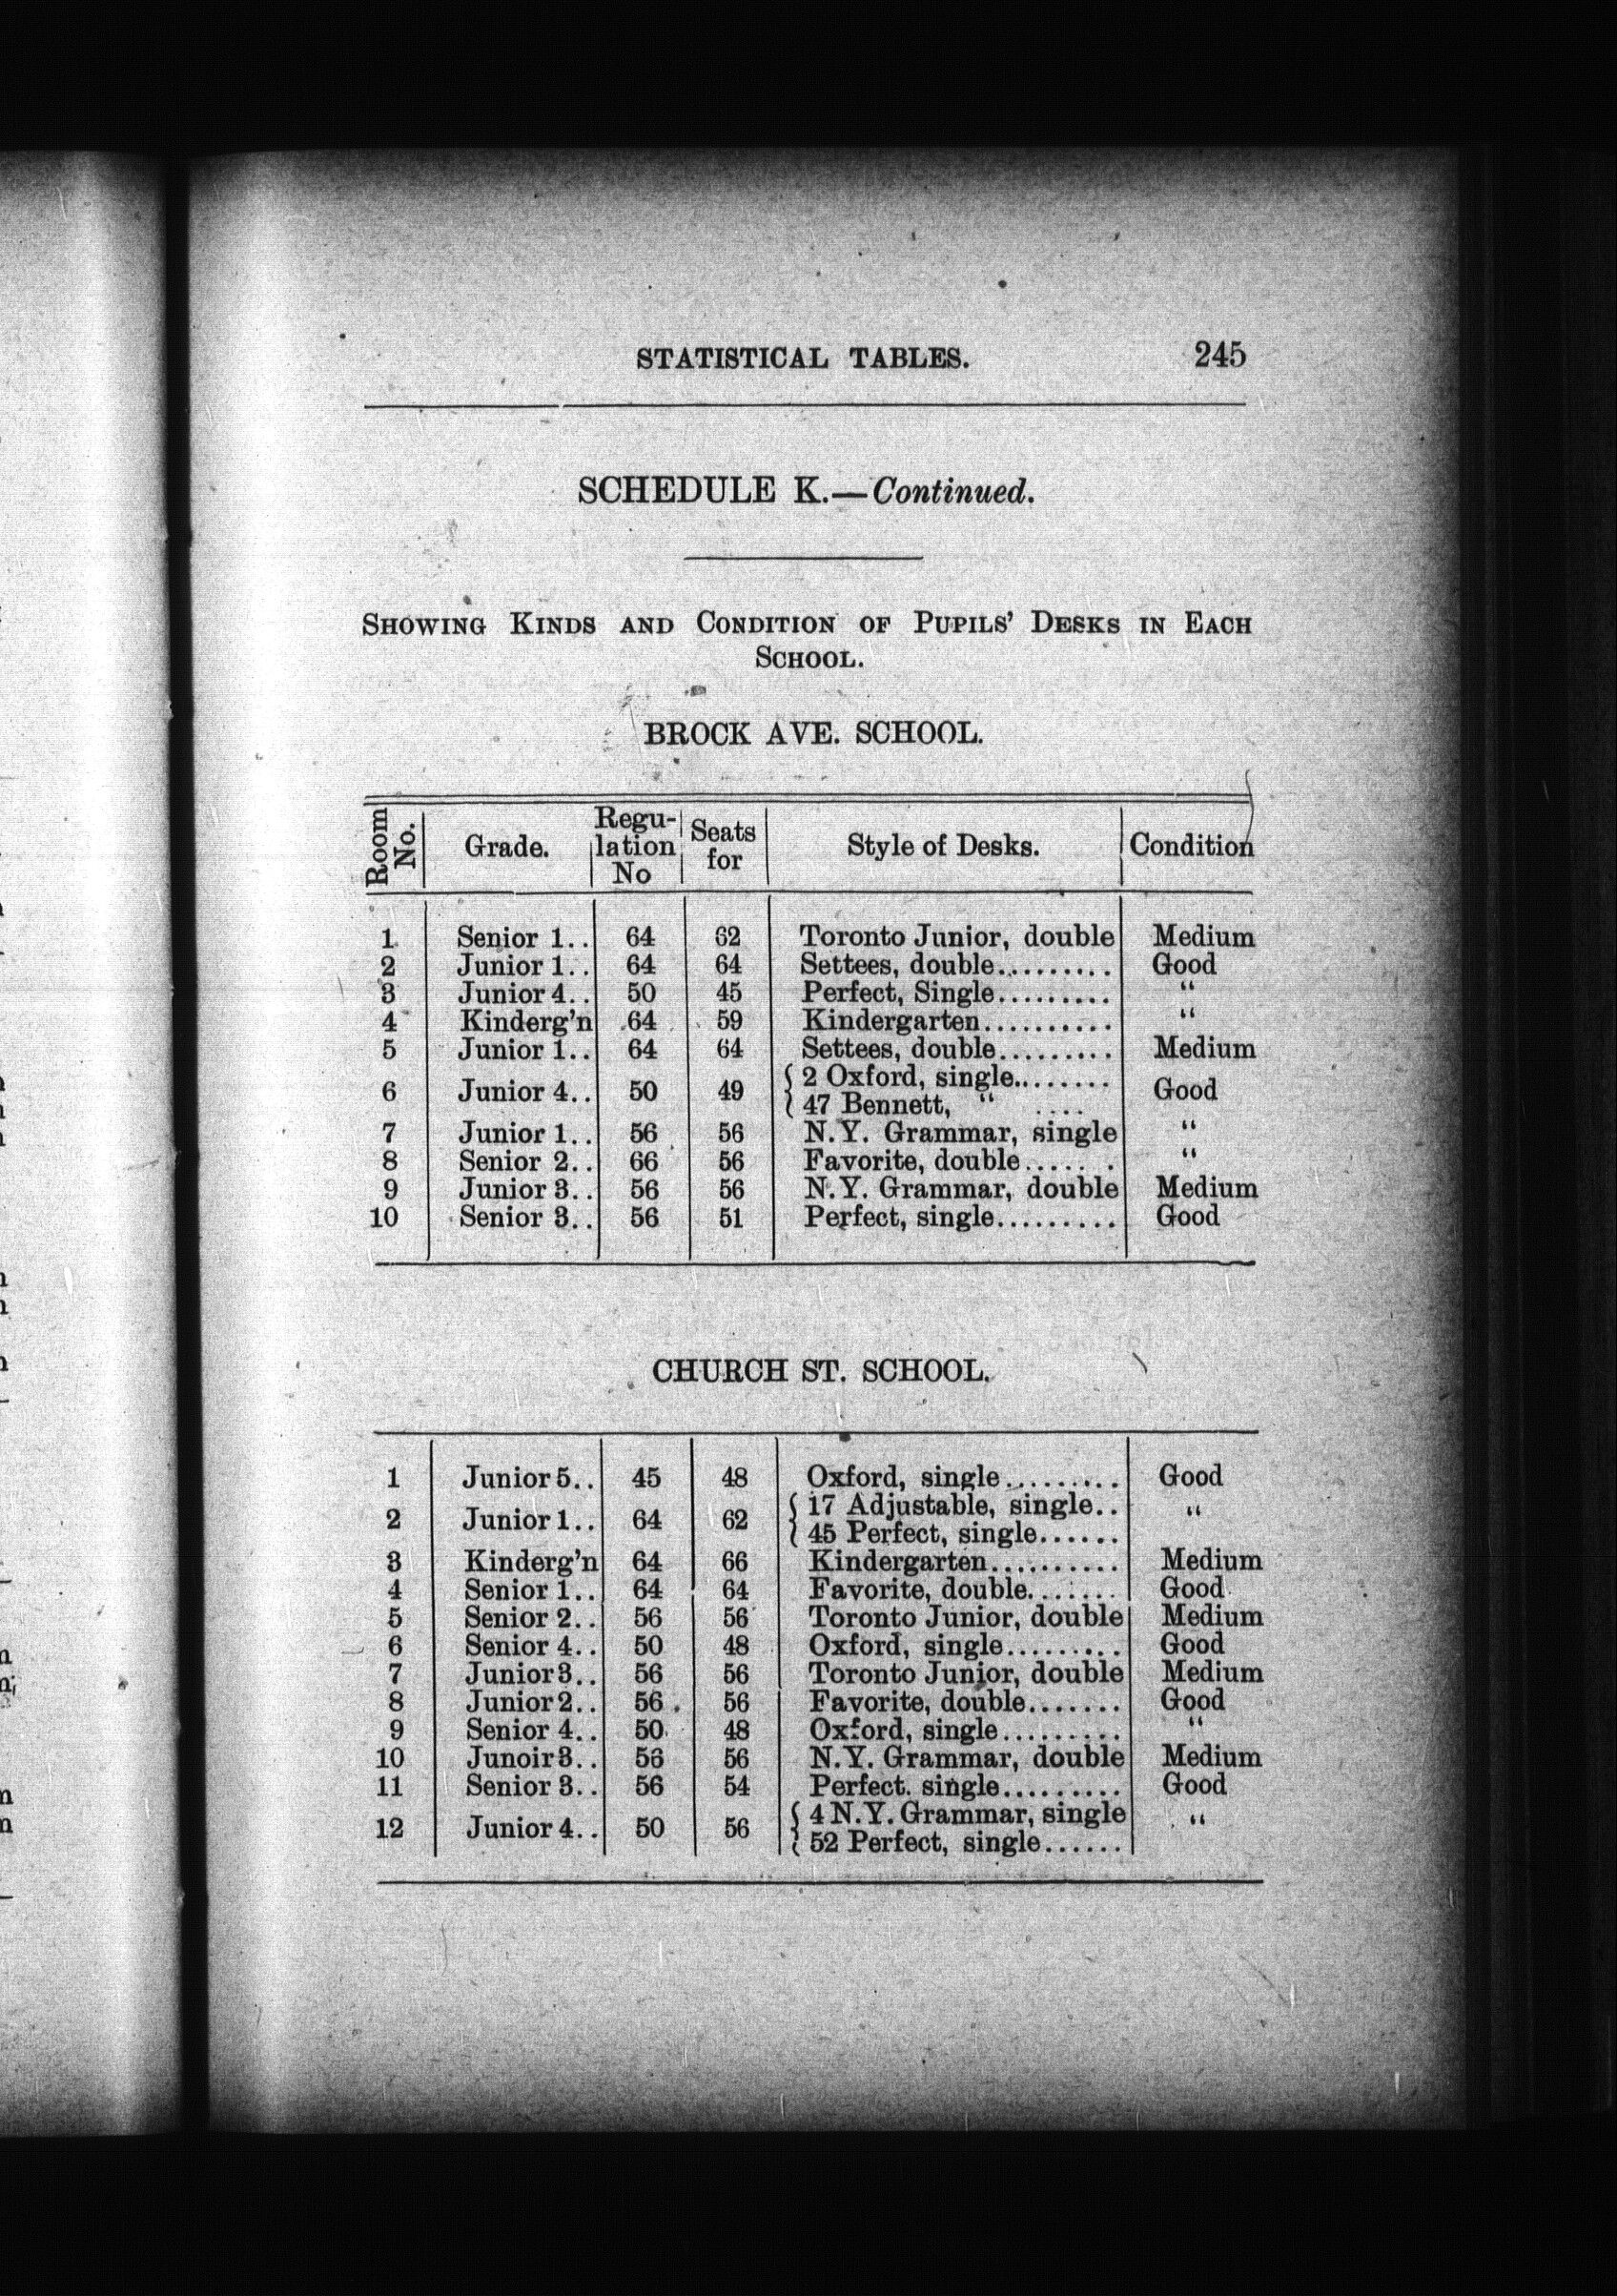 STATISTICAL TABLES. 245
SCHEDULE K.—Continued.
SHOWING KINDS AND CONDITION OF PUPILS' DESKS IN EACH
SCHOOL.
BROCK AVE. SCHOOL.
Room No. Grade. Regu-lation No Seats for Style of Desks. Condition
1 Senior 1.. 64 62 Toronto Junior, double Medium
2 Junior 1.. 64 64 Settees, double......... Good
3 Junior 4.. 50 45 Perfect, Single......... "
4 Kinderg'n 64 59 Kindergarten.......... "
5 Junior 1.. 64 64 Settees, double......... Medium
6 Junior 4.. 50 49 { 2 Oxford, single........ Good
{ 47 Bennett, " ....
7 Junior 1.. 56 56 N.Y. Grammar, single "
8 Senior 2.. 66 56 Favorite, double...... . "
9 Junior 3.. 56 56 N.Y. Grammar, double Medium
10 Senior 3.. 56 51 Perfect, single......... Good
CHURCH ST. SCHOOL.
1 Junior 5.. 45 48 Oxford, single......... Good
2 Junior 1.. 64 62 { 17 Adjustable, single.. "
{ 45 Perfect, single......
3 Kinderg'n 64 66 Kindergarten.......... Medium
4 Senior 1.. 64 64 Favorite, double....... Good
5 Senior 2.. 56 56 Toronto Junior, double Medium
6 Senior 4.. 50 48 Oxford, single......... Good
7 Junior 3.. 56 56 Toronto Junior, double Medium
8 Junior 2.. 56 56 Favorite, double....... Good
9 Senior 4.. 50 48 Oxford, single......... "
10 Junoir 3.. 56 56 N.Y. Grammar, double Medium
11 Senior 3.. 56 54 Perfect. single......... Good
12 Junior 4.. 50 56 { 4 N.Y. Grammar, single "
{ 52 Perfect, single......